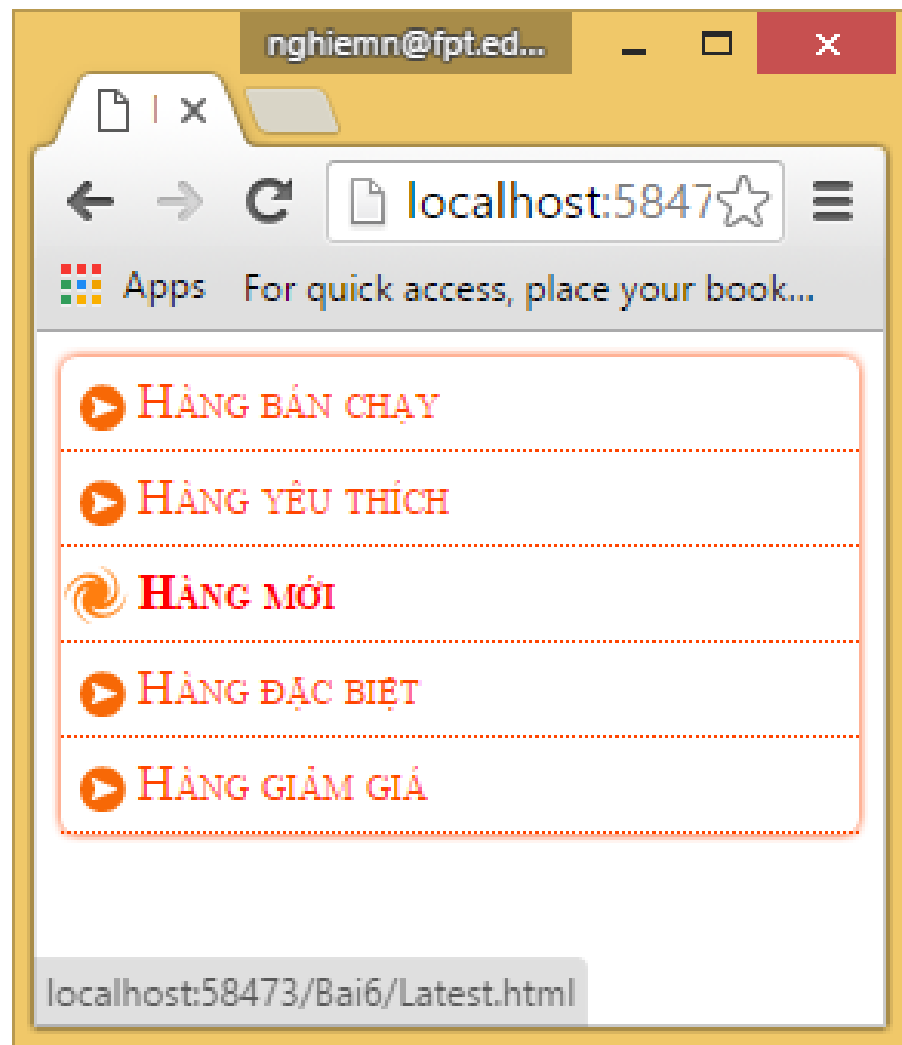 nghiemn@fpt.ed...
localhost:5847
Apps For quick access, place your book...
Hàng bán chạy
Hàng yêu thích
Hàng mới
Hàng đặc biệt
Hàng giảm giá
localhost:58473/Bai6/Latest.html